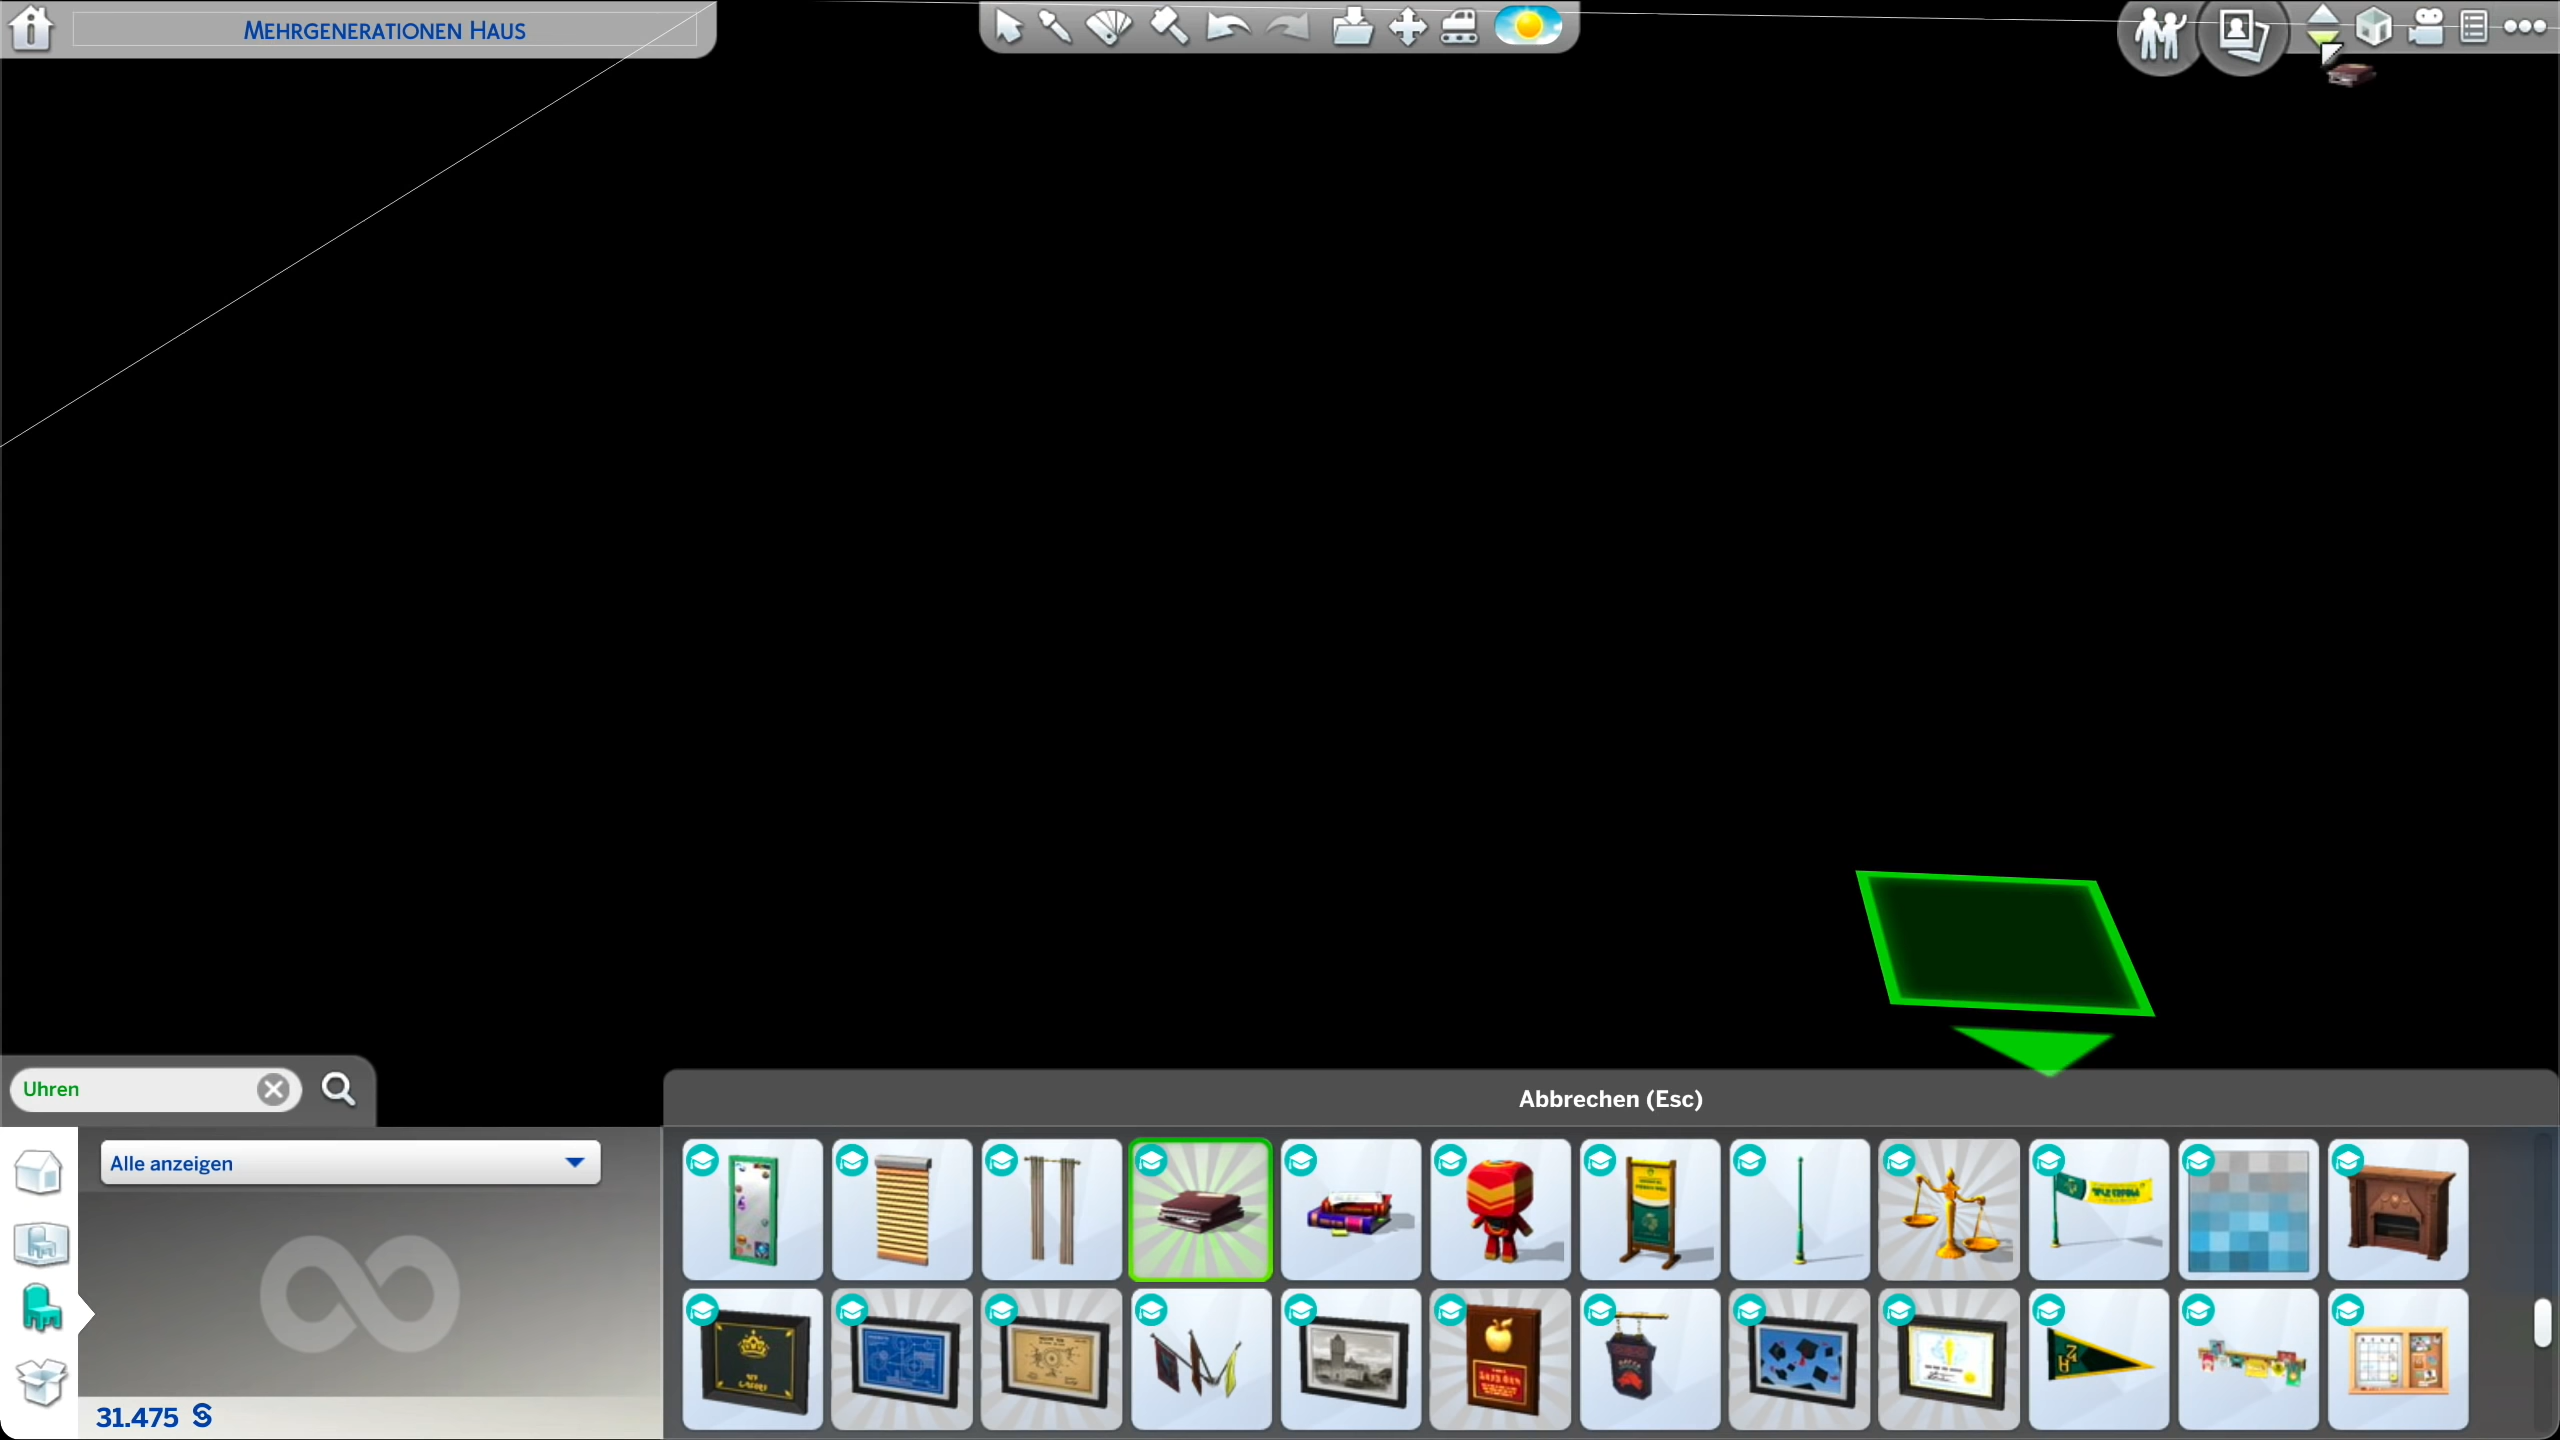 MEHRGENERATIONEN HAUS
Uhren
Abbrechen (Esc)
Alle anzeigen
31.475